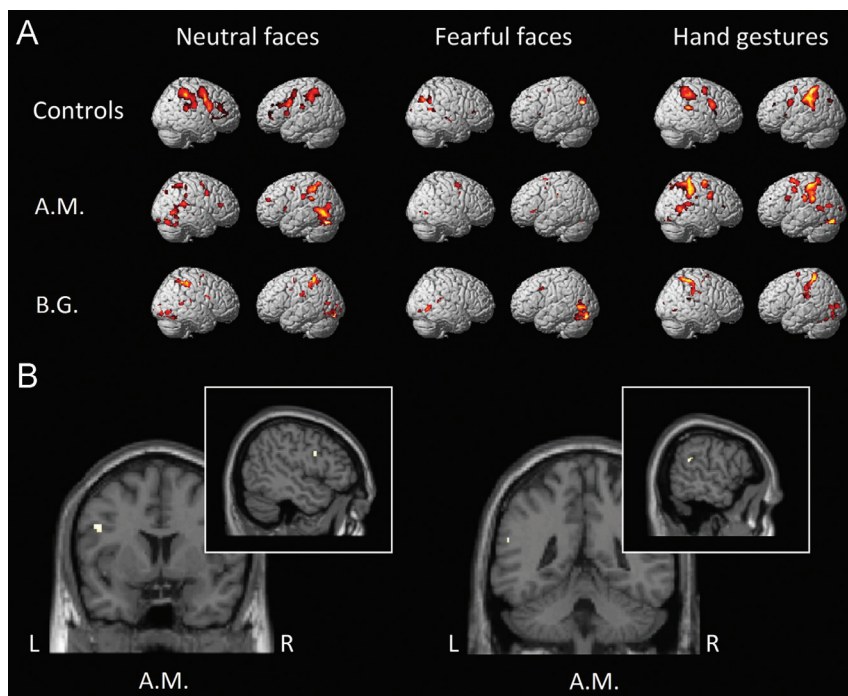 A
Neutral faces Fearful faces Hand gestures
Controls
A.M.
B.G.
B
L R L R
A.M. A.M.